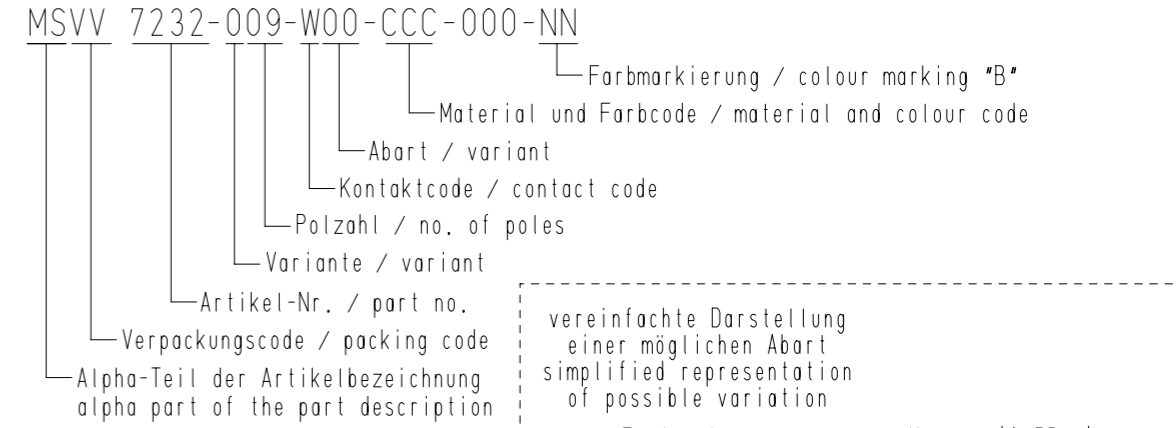 MSVV 7232-009-W00-CCC-000-NN
Farbmarkierung / colour marking "B"
Material und Farbcode / material and colour code
Abart / variant
Kontaktcode / contact code
Polzahl / no. of poles
Variante / variant
Artikel-Nr. / part no.
Verpackungscode / packing code
Alpha-Teil der Artikelbezeichnung
alpha part of the part description
vereinfachte Darstellung
einer möglichen Abart
simplified representation
of possible variation